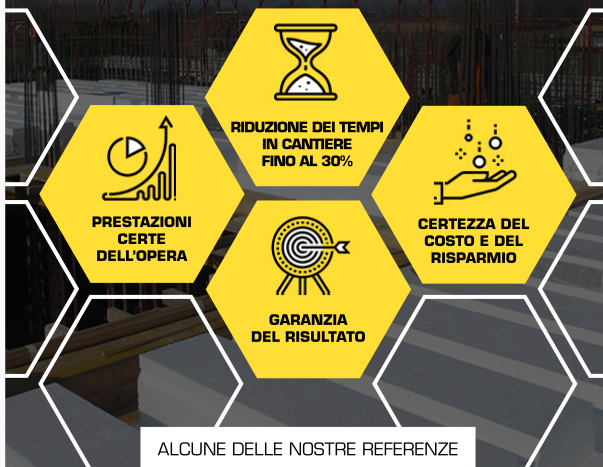 RIDUZIONE DEI TEMPI
IN CANTIERE
FINO AL 30%
PRESTAZIONI
CERTE
DELL'OPERA
CERTEZZA DEL
COSTO E DEL
RISPARMIO
GARANZIA
DEL RISULTATO
ALCUNE DELLE NOSTRE REFERENZE